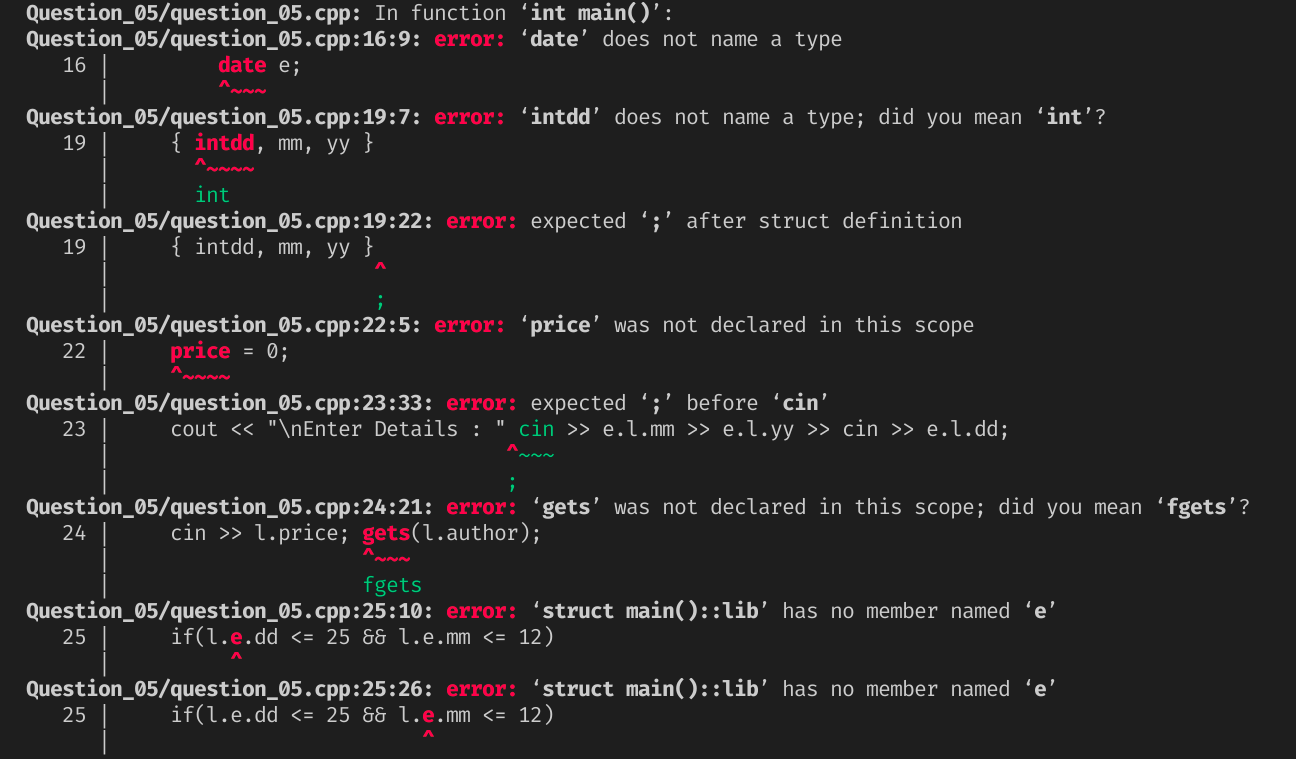 Question_05/question_05.cpp: In function ‘int main()’:
Question_05/question_05.cpp:16:9: error: ‘date’ does not name a type
   16 |         date e;
      |         ^~~~
Question_05/question_05.cpp:19:7: error: ‘intdd’ does not name a type; did you mean ‘int’?
   19 |     { intdd, mm, yy }
      |       ^~~~~
      |       int
Question_05/question_05.cpp:19:22: error: expected ‘;’ after struct definition
   19 |     { intdd, mm, yy }
      |                      ^
      |                      ;
Question_05/question_05.cpp:22:5: error: ‘price’ was not declared in this scope
   22 |     price = 0;
      |     ^~~~~
Question_05/question_05.cpp:23:33: error: expected ‘;’ before ‘cin’
   23 |     cout << "\nEnter Details : " cin >> e.l.mm >> e.l.yy >> cin >> e.l.dd;
      |                                 ^~~~
      |                                 ;
Question_05/question_05.cpp:24:21: error: ‘gets’ was not declared in this scope; did you mean ‘fgets’?
   24 |     cin >> l.price; gets(l.author);
      |                     ^~~~
      |                     fgets
Question_05/question_05.cpp:25:10: error: ‘struct main()::lib’ has no member named ‘e’
   25 |     if(l.e.dd <= 25 && l.e.mm <= 12)
      |          ^
Question_05/question_05.cpp:25:26: error: ‘struct main()::lib’ has no member named ‘e’
   25 |     if(l.e.dd <= 25 && l.e.mm <= 12)
      |                          ^